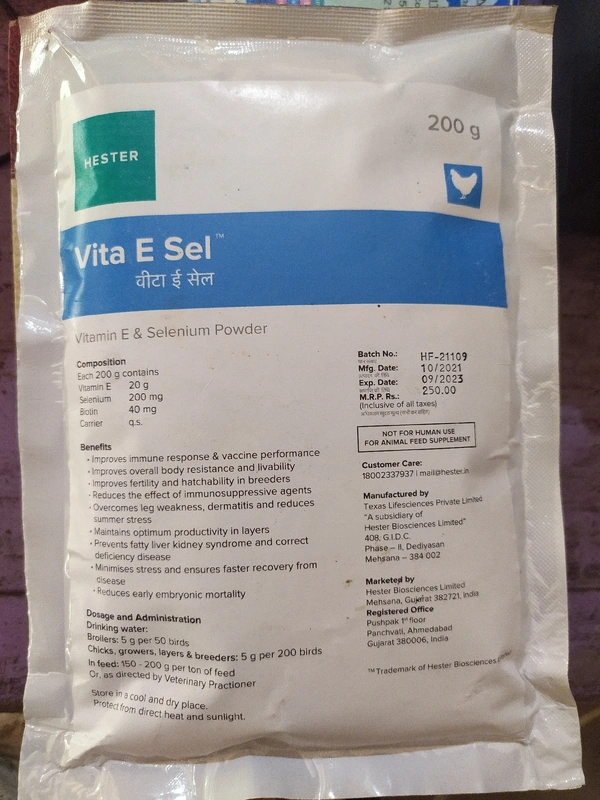 200 g
HESTER
Vita E Sel™
वीटा ई सेल
Vitamin E & Selenium Powder
Composition
Each 200 g contains
Vitamin E 20 g
Selenium 200 mg
Biotin 40 mg
Carrier q.s.
Benefits
· Improves immune response & vaccine performance
· Improves overall body resistance and livability
· Improves fertility and hatchability in breeders
· Reduces the effect of immunosuppressive agents
· Overcomes leg weakness, dermatitis and reduces
summer stress
· Maintains optimum productivity in layers
· Prevents fatty liver kidney syndrome and correct
deficiency disease
· Minimises stress and ensures faster recovery from
disease
· Reduces early embryonic mortality
Dosage and Administration
Drinking water:
Broilers: 5 g per 50 birds
Chicks, growers, layers & breeders: 5 g per 200 birds
In feed: 150 - 200 g per ton of feed
Or, as directed by Veterinary Practioner
Store in a cool and dry place.
Protect from direct heat and sunlight.
Batch No.: HF-21109
Mfg. Date: 10/2021
Exp. Date: 09/2023
M.R.P. Rs.: 250.00
(Inclusive of all taxes)
NOT FOR HUMAN USE
FOR ANIMAL FEED SUPPLEMENT
Customer Care:
18002337937 | mail@hester.in
Manufactured by
Texas Lifesciences Private Limited
"A subsidiary of
Hester Biosciences Limited"
408, G.I.D.C.
Phase – II, Dediyasan
Mehsana – 384 002
Marketed by
Hester Biosciences Limited
Mehsana, Gujarat 382721, India
Registered Office
Pushpak 1st floor
Panchvati, Ahmedabad
Gujarat 380006, India
™Trademark of Hester Biosciences